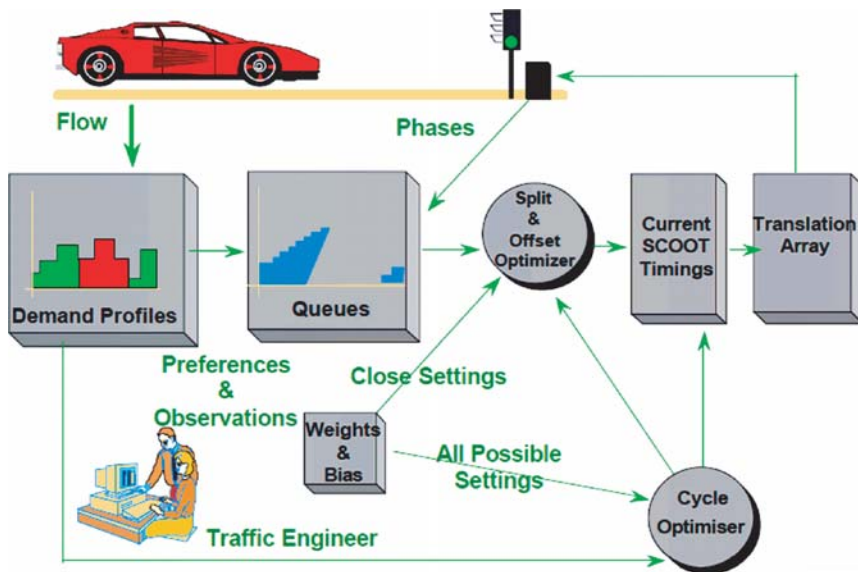 Flow
Phases
Demand Profiles
Queues
Split
&
Offset
Optimizer
Current
SCOOT
Timings
Translation
Array
Preferences
&
Observations
Close Settings
Weights
&
Bias
All Possible
Settings
Cycle
Optimiser
Traffic Engineer